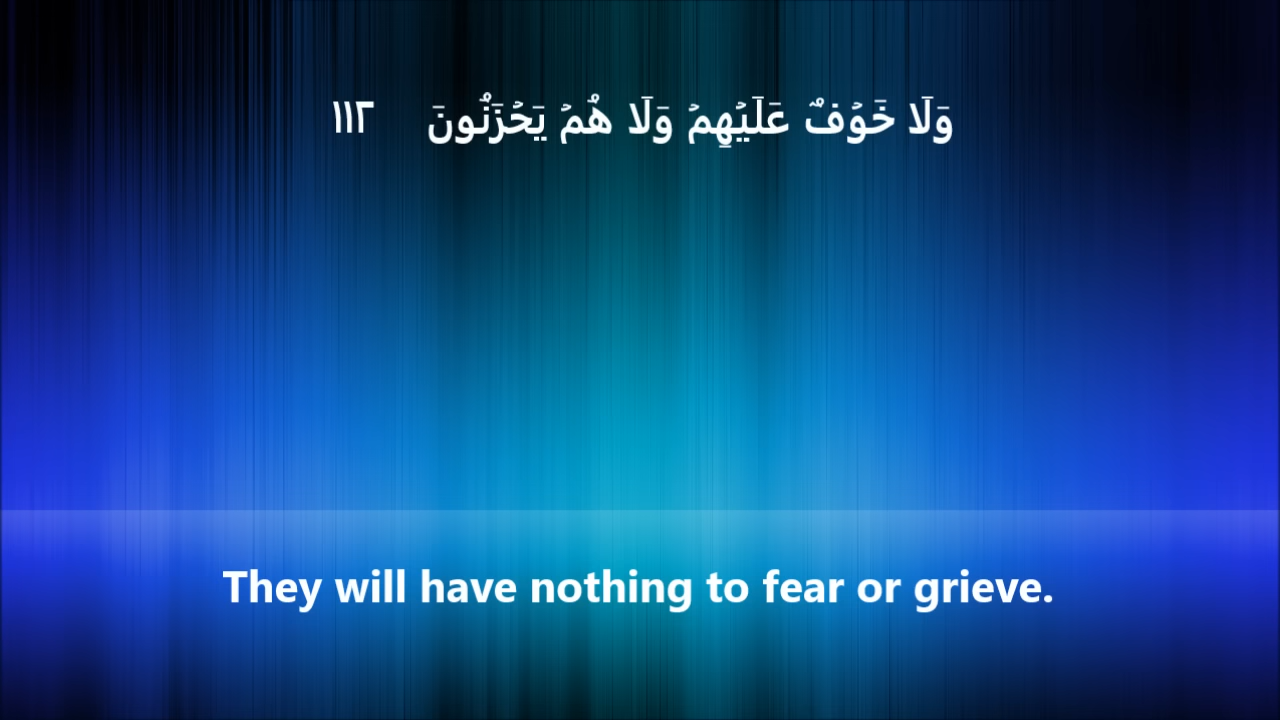 وَلَا خَوۡفٌ عَلَيۡهِمۡ وَلَا هُمۡ يَحۡزَنُونَ ١١٢
They will have nothing to fear or grieve.